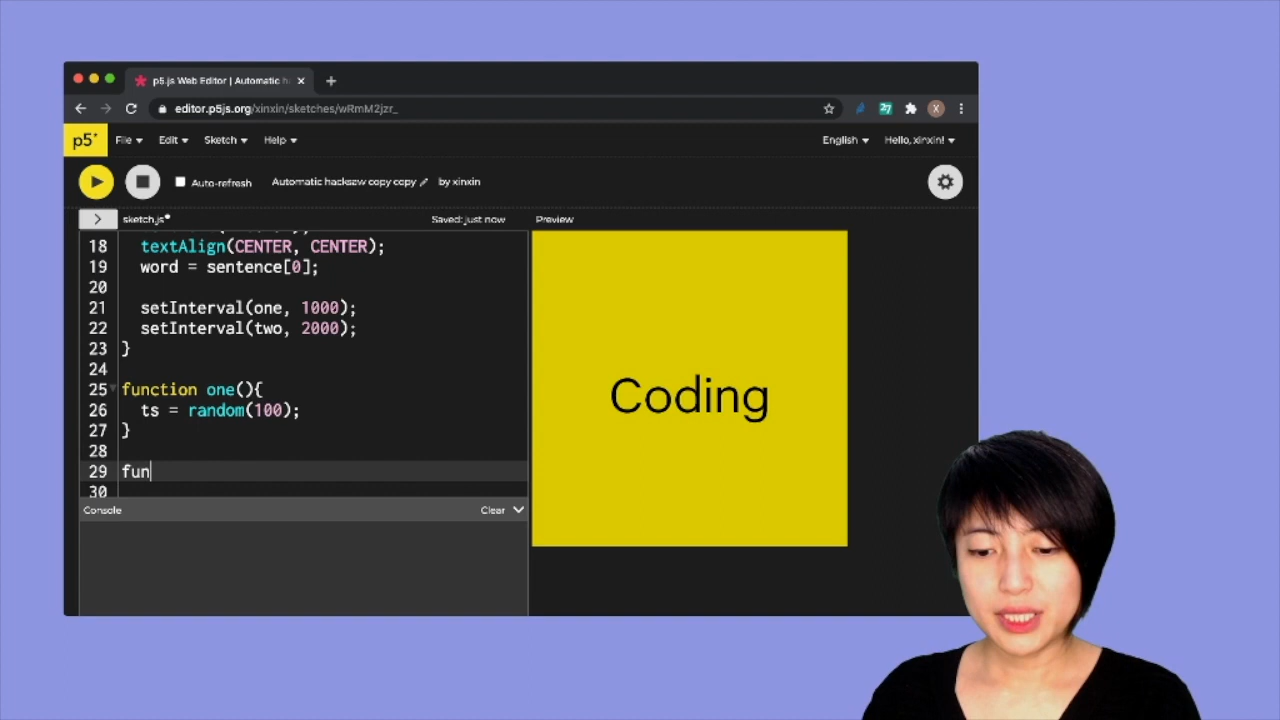 p5.js Web Editor | Automatic h
editor.p5js.org/xinxin/sketches/wRmM2jzr_
27
X
p5*
File
Edit
Sketch
Help
English
Hello, xinxin!
Auto-refresh
Automatic hackszw copy copy
by xinxin
sketch.js
Saved: just now
Preview
18 textAlign(CENTER, CENTER);
19 word = sentence[0];
20
21 setInterval(one, 1000);
22 setInterval(two, 2000);
23 }
24
25 function one(){
26 ts = random(100);
27 }
28
29 fun
30
Console
Clear
Coding